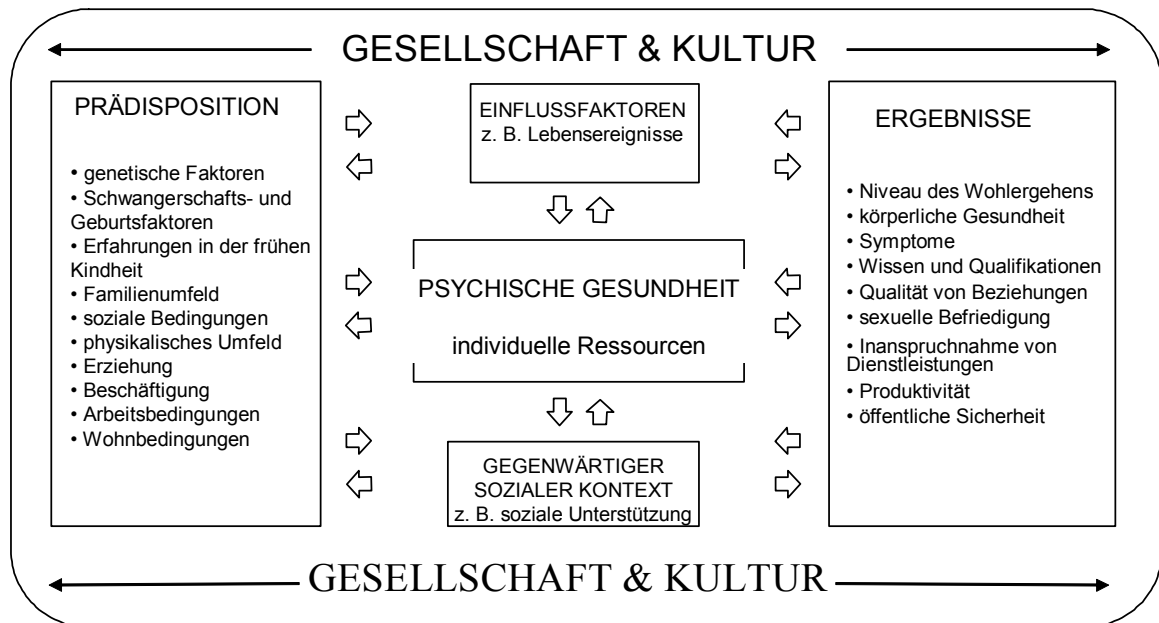 GESELLSCHAFT & KULTUR
PRÄDISPOSITION
• genetische Faktoren
• Schwangerschafts- und
Geburtsfaktoren
• Erfahrungen in der frühen
Kindheit
• Familienumfeld
• soziale Bedingungen
• physikalisches Umfeld
• Erziehung
• Beschäftigung
• Arbeitsbedingungen
• Wohnbedingungen
EINFLUSSFAKTOREN
z. B. Lebensereignisse
PSYCHISCHE GESUNDHEIT
individuelle Ressourcen
GEGENWÄRTIGER
SOZIALER KONTEXT
z. B. soziale Unterstützung
ERGEBNISSE
• Niveau des Wohlergehens
• körperliche Gesundheit
• Symptome
• Wissen und Qualifikationen
• Qualität von Beziehungen
• sexuelle Befriedigung
• Inanspruchnahme von
Dienstleistungen
• Produktivität
• öffentliche Sicherheit
GESELLSCHAFT & KULTUR